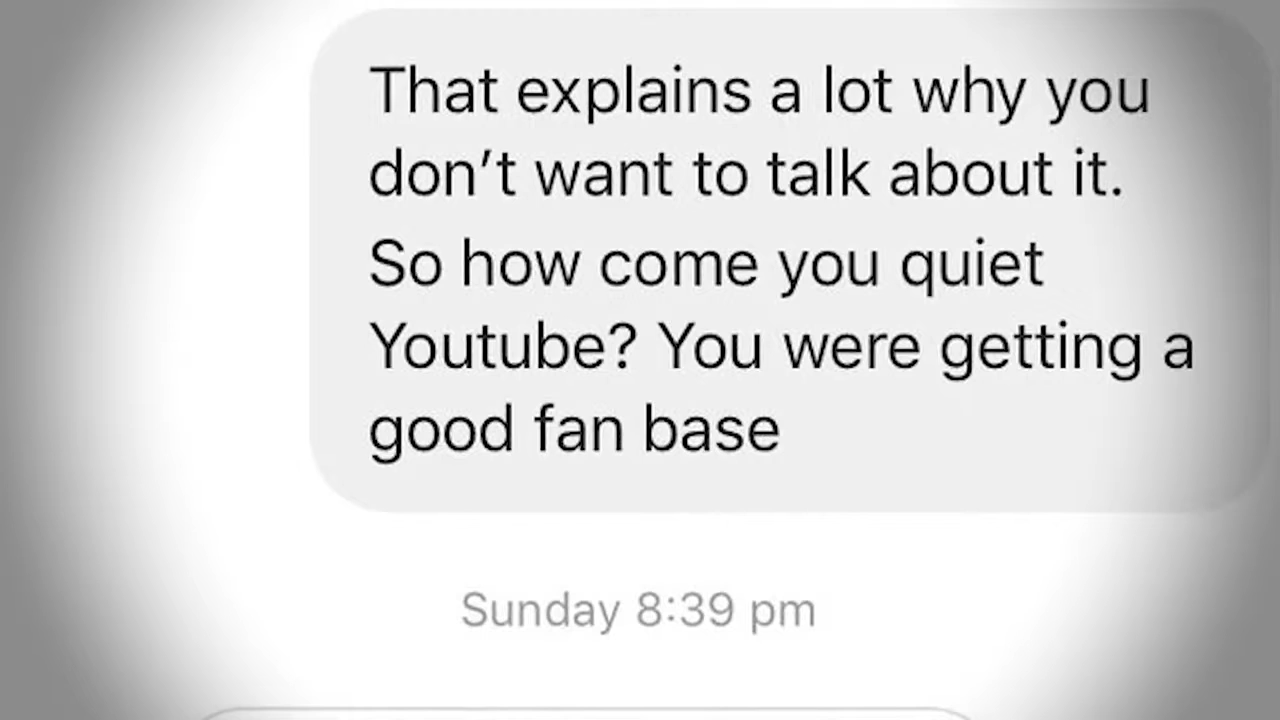 That explains a lot why you
don’t want to talk about it.
So how come you quiet
Youtube? You were getting a
good fan base
Sunday 8:39 pm